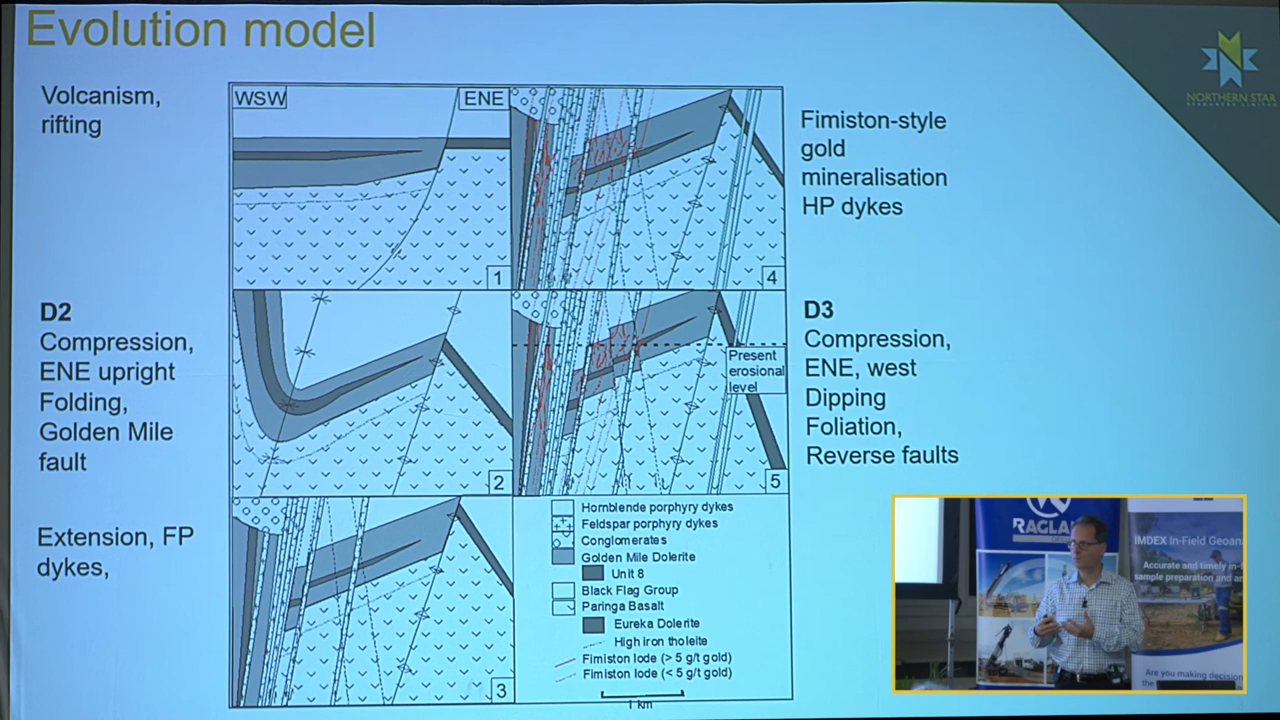 Evolution model
NORTHERN STAR
Volcanism,
rifting
WSW
ENE
1
4
Fimiston-style
gold
mineralisation
HP dykes
D2
Compression,
ENE upright
Folding,
Golden Mile
fault
2
Present
erosional
level
5
D3
Compression,
ENE, west
Dipping
Foliation,
Reverse faults
Extension, FP
dykes,
3
Hornblende porphyry dykes
Feldspar porphyry dykes
Conglomerates
Golden Mile Dolerite
Unit 8
Black Flag Group
Paringa Basalt
Eureka Dolerite
High iron tholeite
Fimiston lode (> 5 g/t gold)
Fimiston lode (< 5 g/t gold)
1 km
RAGLA
IMDEX In-Field Geoana
Accurate and timely in-f
sample preparation and an
Are you making decision
the